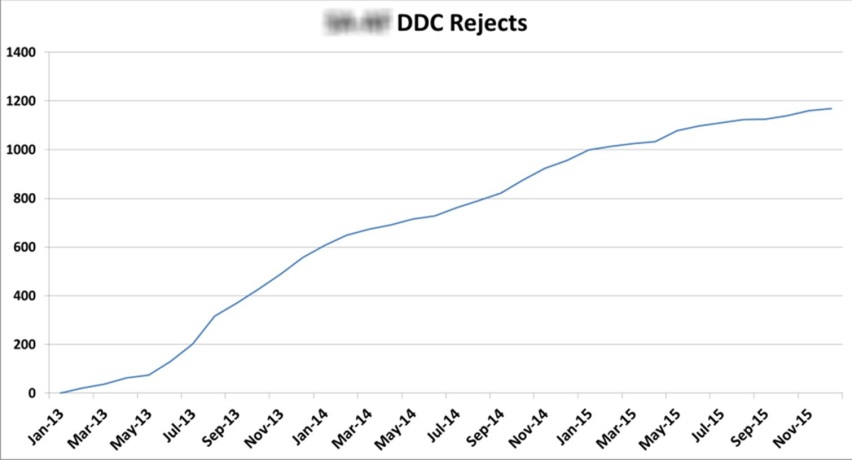 DDC Rejects
1400
1200
1000
800
600
400
200
0
Jan-13
Mar-13
May-13
Jul-13
Sep-13
Nov-13
Jan-14
Mar-14
May-14
Jul-14
Sep-14
Nov-14
Jan-15
Mar-15
May-15
Jul-15
Sep-15
Nov-15